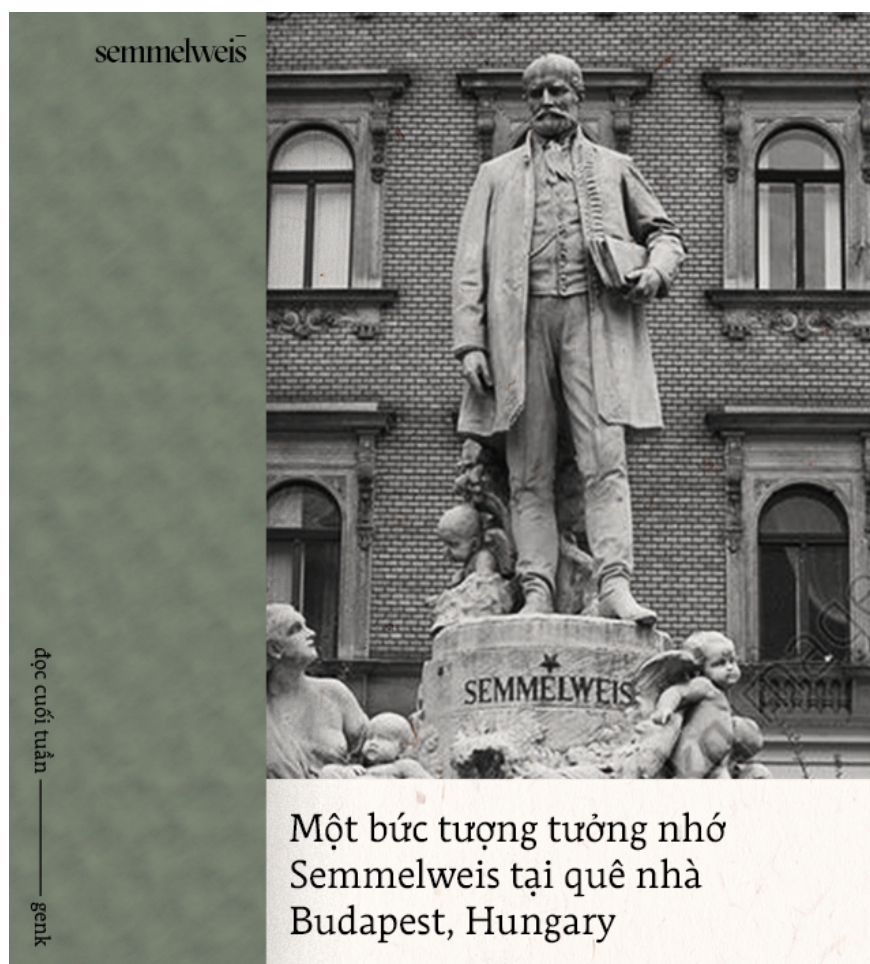 semmelweis
SEMMELWEIS
Một bức tượng tưởng nhớ
Semmelweis tại quê nhà
Budapest, Hungary
đọc cuối tuần
genk